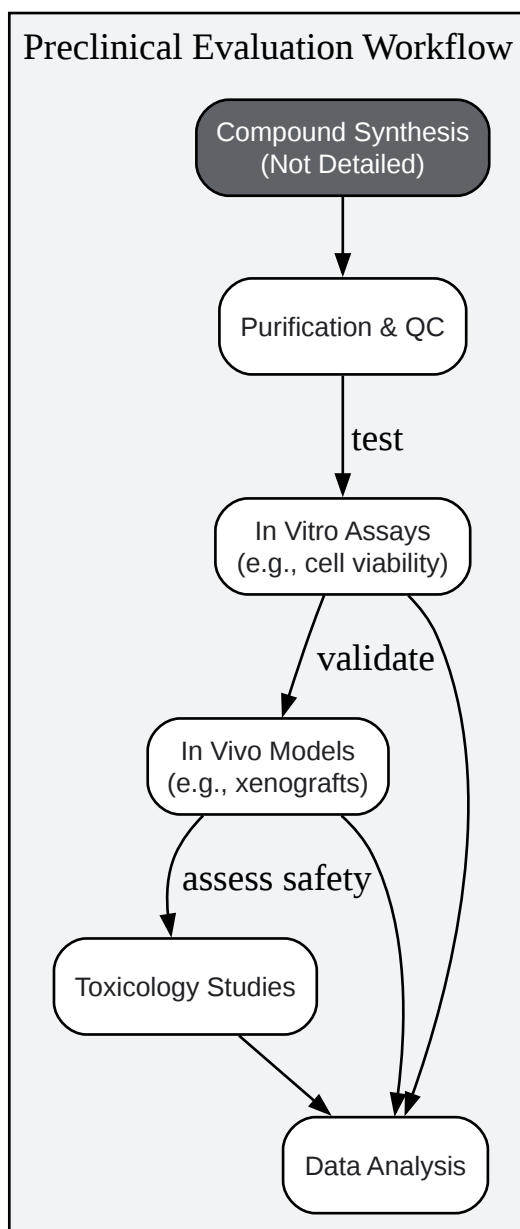 Preclinical Evaluation Workflow
Compound Synthesis
(Not Detailed)
Purification & QC
test
In Vitro Assays
(e.g., cell viability)
validate
In Vivo Models
(e.g., xenografts)
assess safety
Toxicology Studies
Data Analysis